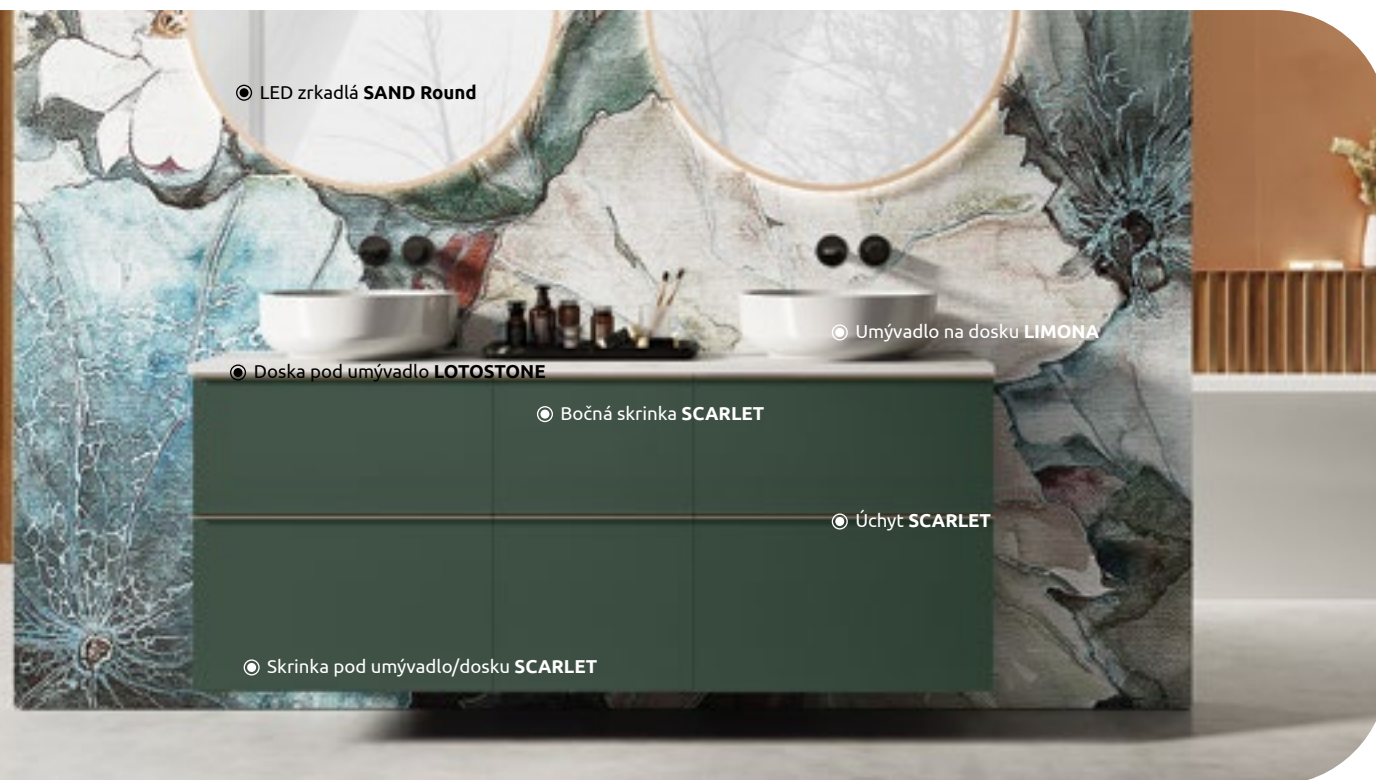 LED zrkadlá SAND Round
Umývadlo na dosku LIMONA
Doska pod umývadlo LOTOSTONE
Bočná skrinka SCARLET
Úchyt SCARLET
Skrinka pod umývadlo/dosku SCARLET